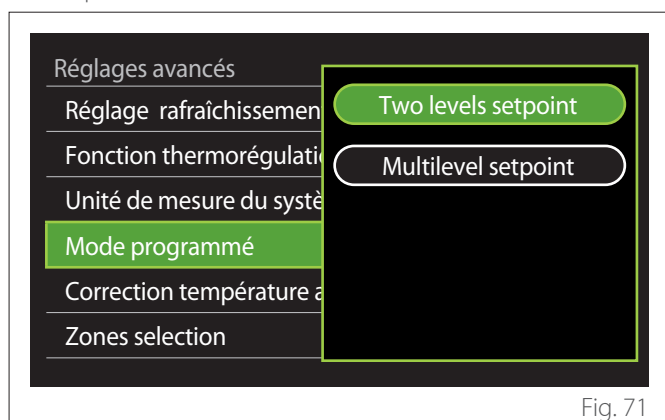 Réglages avancés
Réglage rafraîchissemen
Fonction thermorégulati
Unité de mesure du systè
Mode programmé
Correction température a
Zones selection
Two levels setpoint
Multilevel setpoint
Fig. 71